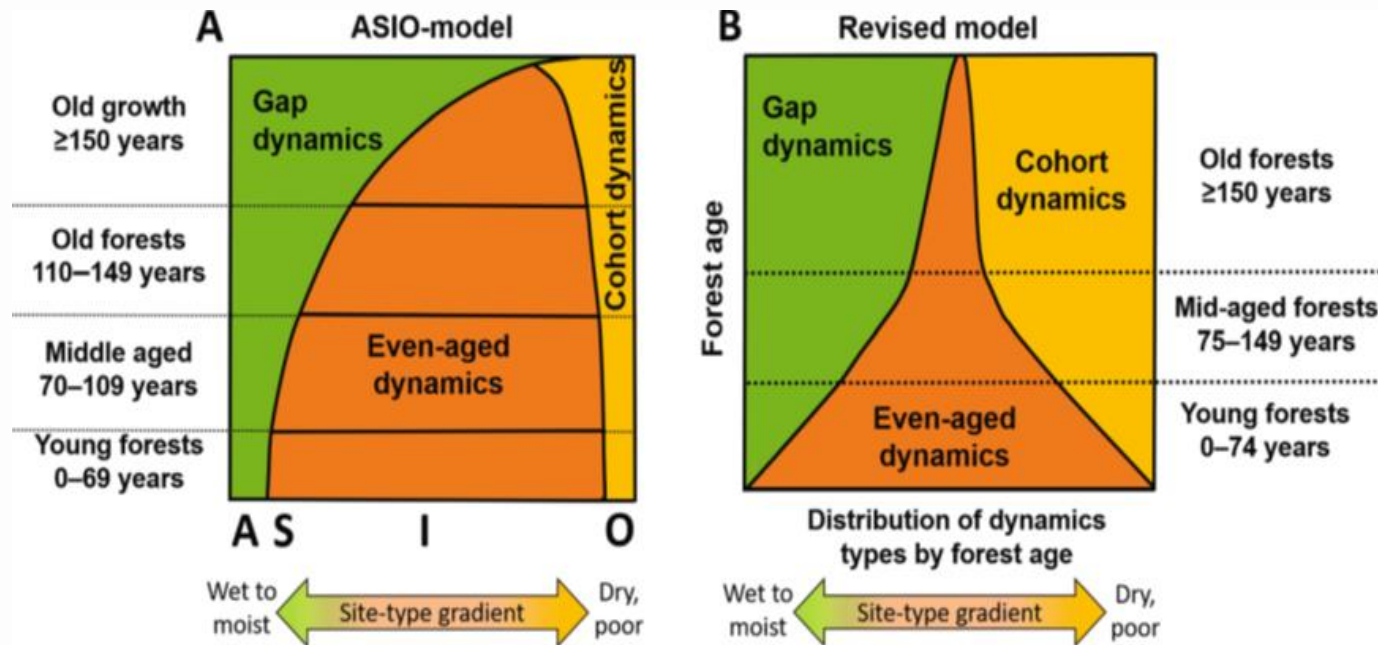 A
ASIO-model
Old growth
≥150 years
Old forests
110–149 years
Middle aged
70–109 years
Young forests
0–69 years
Gap
dynamics
Cohort dynamics
Even-aged
dynamics
A S I O
Wet to
moist
Site-type gradient
Dry,
poor
B
Revised model
Forest age
Gap
dynamics
Cohort
dynamics
Even-aged
dynamics
Old forests
≥150 years
Mid-aged forests
75–149 years
Young forests
0–74 years
Distribution of dynamics
types by forest age
Wet to
moist
Site-type gradient
Dry,
poor